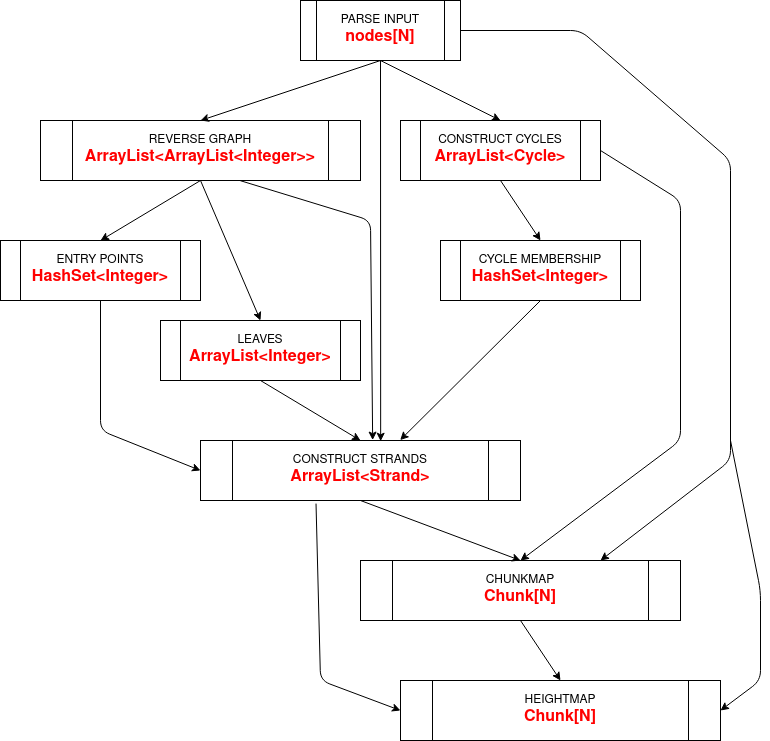 PARSE INPUT
nodes[N]
REVERSE GRAPH
ArrayList<ArrayList<Integer>>
CONSTRUCT CYCLES
ArrayList<Cycle>
ENTRY POINTS
HashSet<Integer>
CYCLE MEMBERSHIP
HashSet<Integer>
LEAVES
ArrayList<Integer>
CONSTRUCT STRANDS
ArrayList<Strand>
CHUNKMAP
Chunk[N]
HEIGHTMAP
Chunk[N]